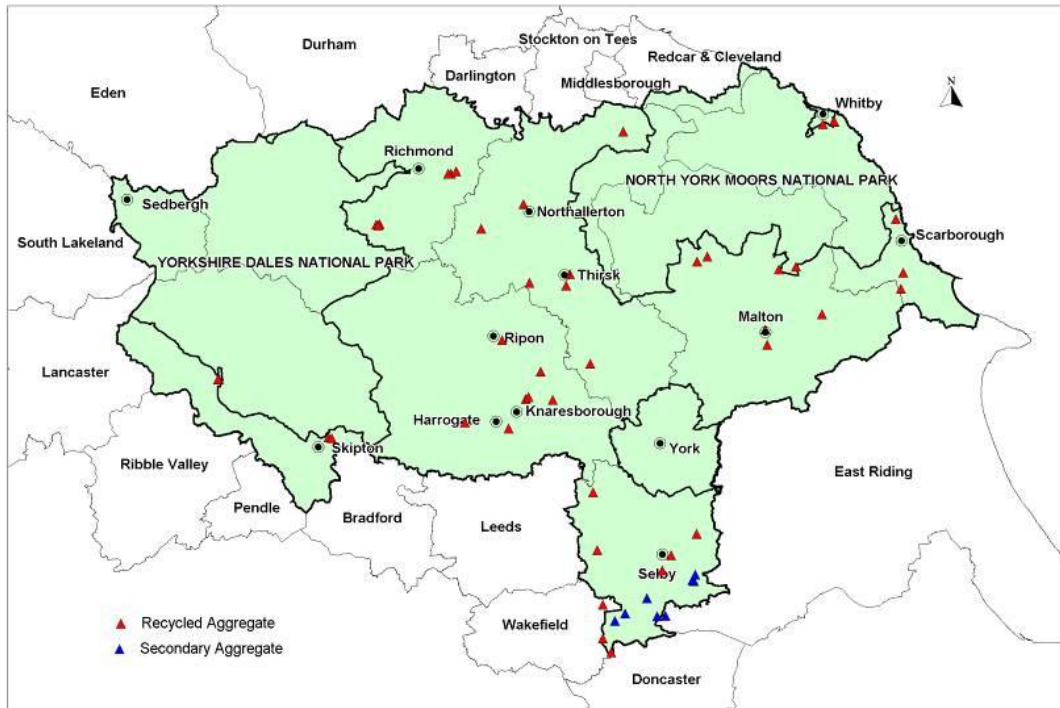 Stockton on Tees
Durham
Redcar & Cleveland
Darlington
Middlesborough
Eden
N
Whitby
Richmond
NORTH YORK MOORS NATIONAL PARK
Sedbergh
Northallerton
South Lakeland
Scarborough
YORKSHIRE DALES NATIONAL PARK
Thirsk
Malton
Ripon
Lancaster
Knaresborough
Harrogate
Skipton
York
Ribble Valley
East Riding
Pendle
Bradford
Leeds
Selby
Recycled Aggregate
Wakefield
Secondary Aggregate
Doncaster